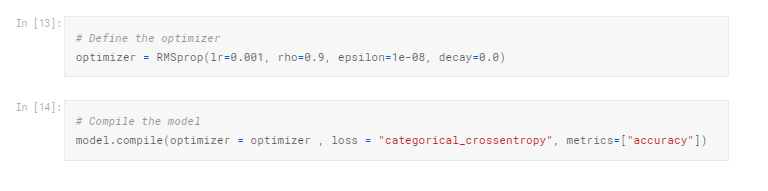 In [13]:
# Define the optimizer
optimizer = RMSprop(lr=0.001, rho=0.9, epsilon=1e-08, decay=0.0)
In [14]:
# Compile the model
model.compile(optimizer = optimizer , loss = "categorical_crossentropy", metrics=["accuracy"])